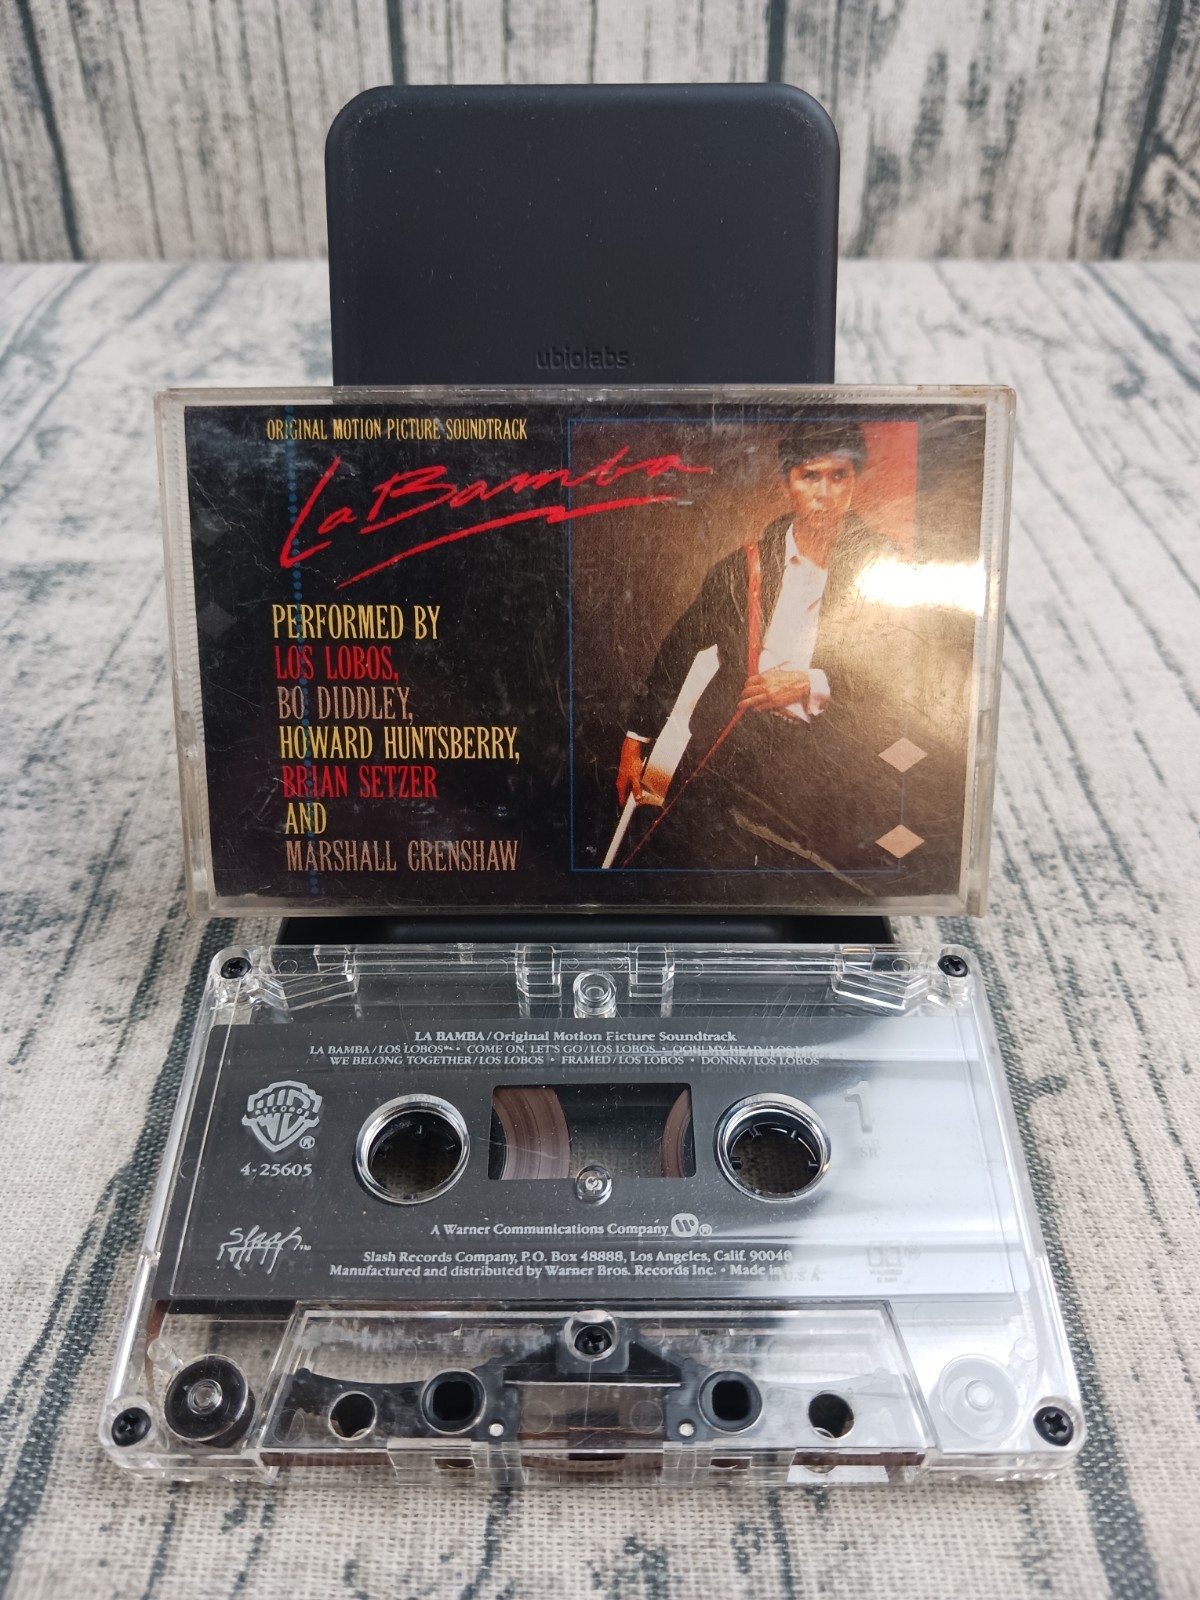 ubiolabs.
ORIGINAL MOTION PICTURE SOUNDTRACK
La Bamba
PERFORMED BY
LOS LOBOS,
BO DIDDLEY,
HOWARD HUNTSBERRY,
BRIAN SETZER
AND
MARSHALL CRENSHAW
LA BAMBA/Original Motion Picture Soundtrack
LA BAMBA/LOS LOBOS • COME ON, LET'S GO/LOS LOBOS • OOH! MY HEAD/LOS
WE BELONG TOGETHER/LOS LOBOS • FRAMED/LOS LOBOS • DONNA/LOS LOBOS
RECORDS
®
1
4-25605
A Warner Communications Company ®
slash ™
Slash Records Company, P.O. Box 48888, Los Angeles, Calif. 90048
Manufactured and distributed by Warner Bros. Records Inc. • Made in U.S.A.